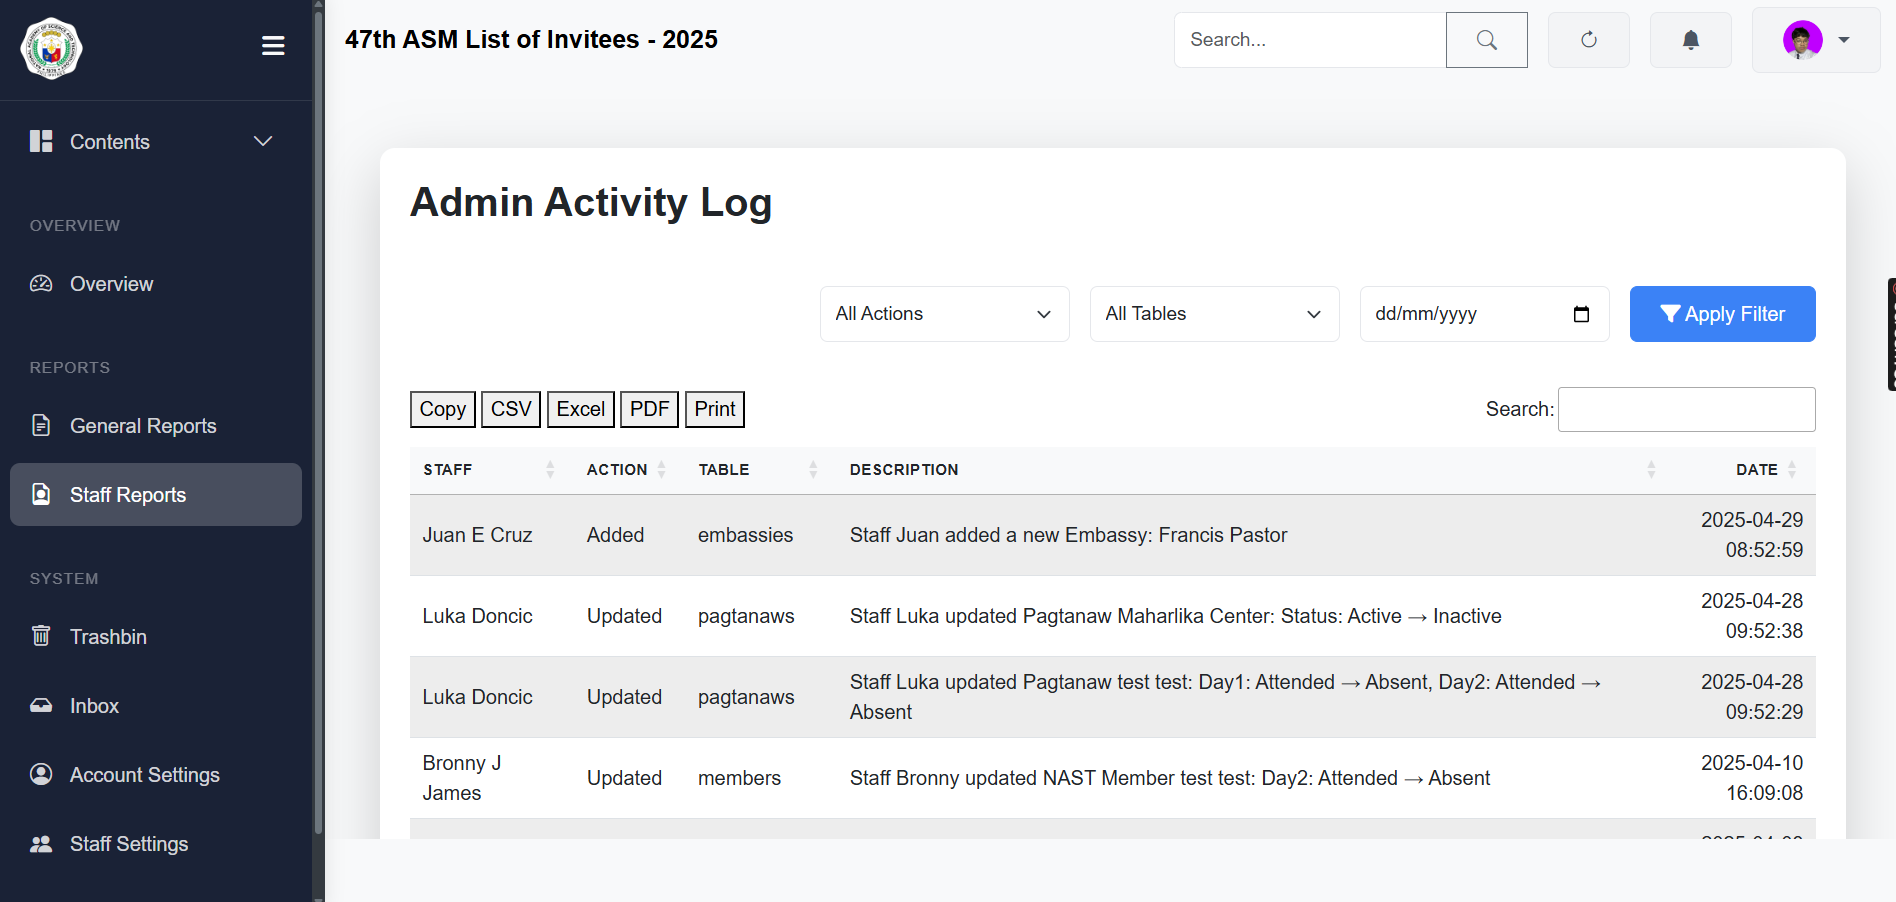 47th ASM List of Invitees - 2025
Search...
Contents
OVERVIEW
Overview
REPORTS
General Reports
Staff Reports
SYSTEM
Trashbin
Inbox
Account Settings
Staff Settings
Admin Activity Log
All Actions
All Tables
dd/mm/yyyy
Apply Filter
Copy
CSV
Excel
PDF
Print
Search:
STAFF ACTION TABLE DESCRIPTION DATE
Juan E Cruz Added embassies Staff Juan added a new Embassy: Francis Pastor 2025-04-29
08:52:59
Luka Doncic Updated pagtanaws Staff Luka updated Pagtanaw Maharlika Center: Status: Active → Inactive 2025-04-28
09:52:38
Luka Doncic Updated pagtanaws Staff Luka updated Pagtanaw test test: Day1: Attended → Absent, Day2: Attended → 2025-04-28
Absent 09:52:29
Bronny J Updated members Staff Bronny updated NAST Member test test: Day2: Attended → Absent 2025-04-10
James 16:09:08